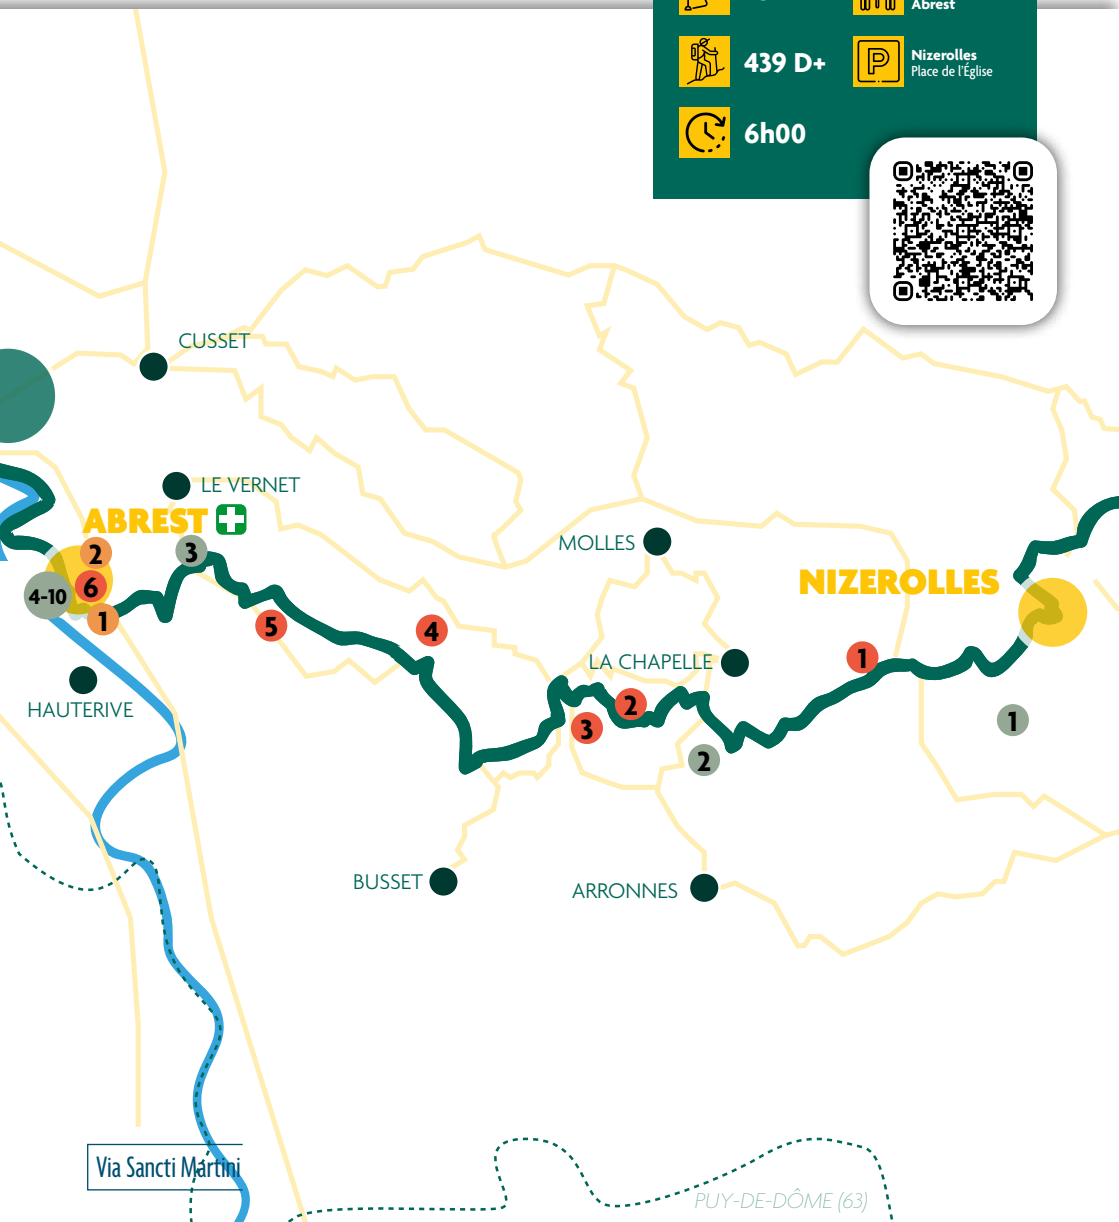 Abrest
439 D+
P
Nizerolles
Place de l'Église
6h00
CUSSET
LE VERNET
ABREST
2
3
6
4-10
1
5
4
MOLLES
NIZEROLLES
LA CHAPELLE
1
2
3
2
1
HAUTERIVE
BUSSET
ARRONNES
Via Sancti Martini
PUY-DE-DÔME (63)